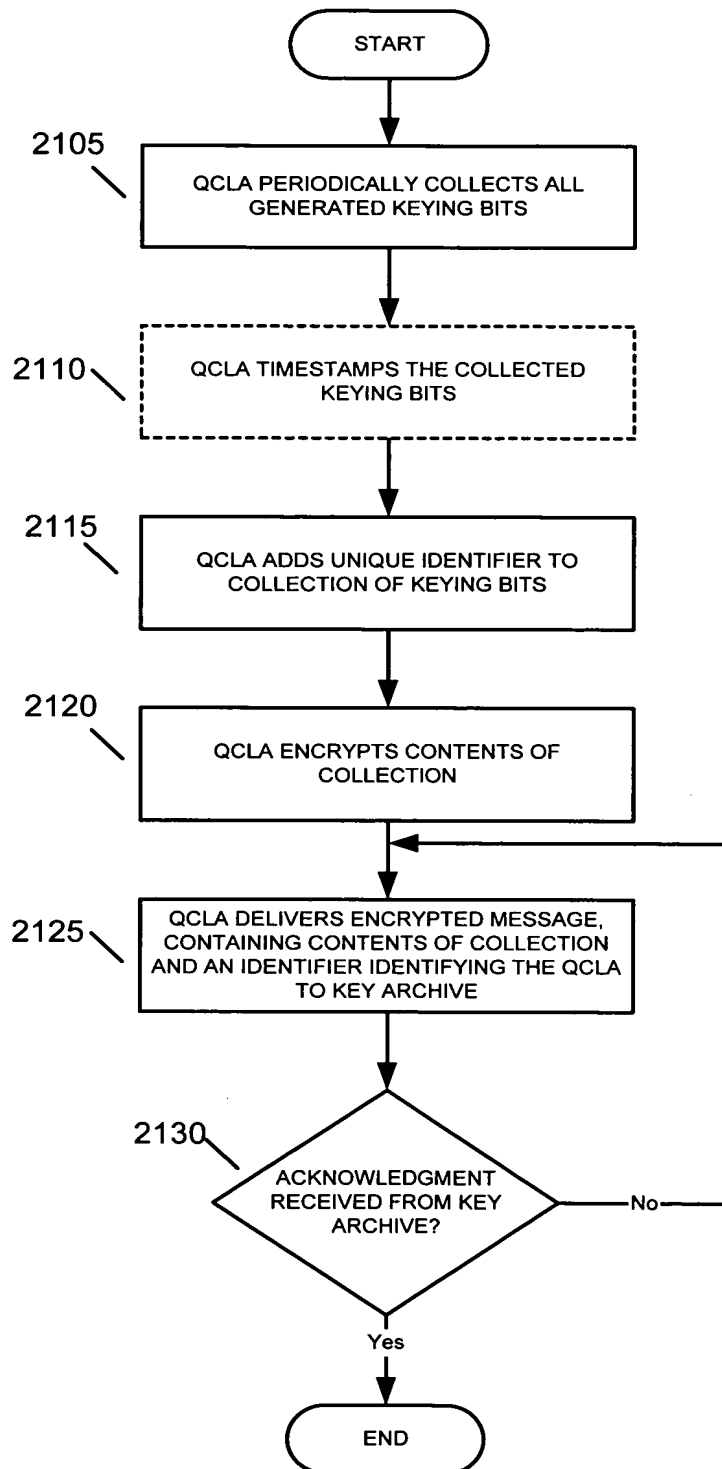 START
2105
QCLA PERIODICALLY COLLECTS ALL
GENERATED KEYING BITS
2110
QCLA TIMESTAMPS THE COLLECTED
KEYING BITS
2115
QCLA ADDS UNIQUE IDENTIFIER TO
COLLECTION OF KEYING BITS
2120
QCLA ENCRYPTS CONTENTS OF
COLLECTION
2125
QCLA DELIVERS ENCRYPTED MESSAGE,
CONTAINING CONTENTS OF COLLECTION
AND AN IDENTIFIER IDENTIFYING THE QCLA
TO KEY ARCHIVE
2130
ACKNOWLEDGMENT
RECEIVED FROM KEY
ARCHIVE?
No
Yes
END